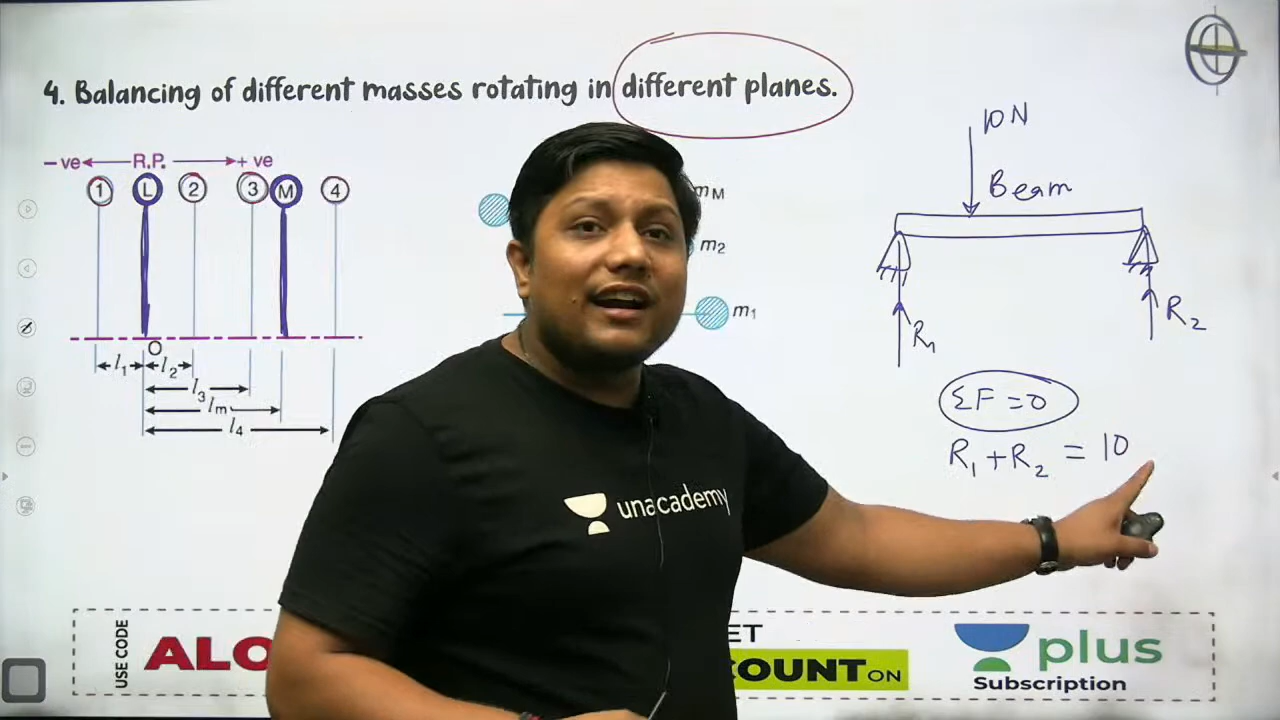 4. Balancing of different masses rotating in different planes.
– ve R.P. + ve
1 L 2 3 M 4
O
l1 l2
l3
lm
l4
mM
m2
m1
10 N
Beam
R1
R2
ΣF = 0
R1 + R2 = 10
unacademy
USE CODE
ALO
ET
COUNT ON
plus
Subscription